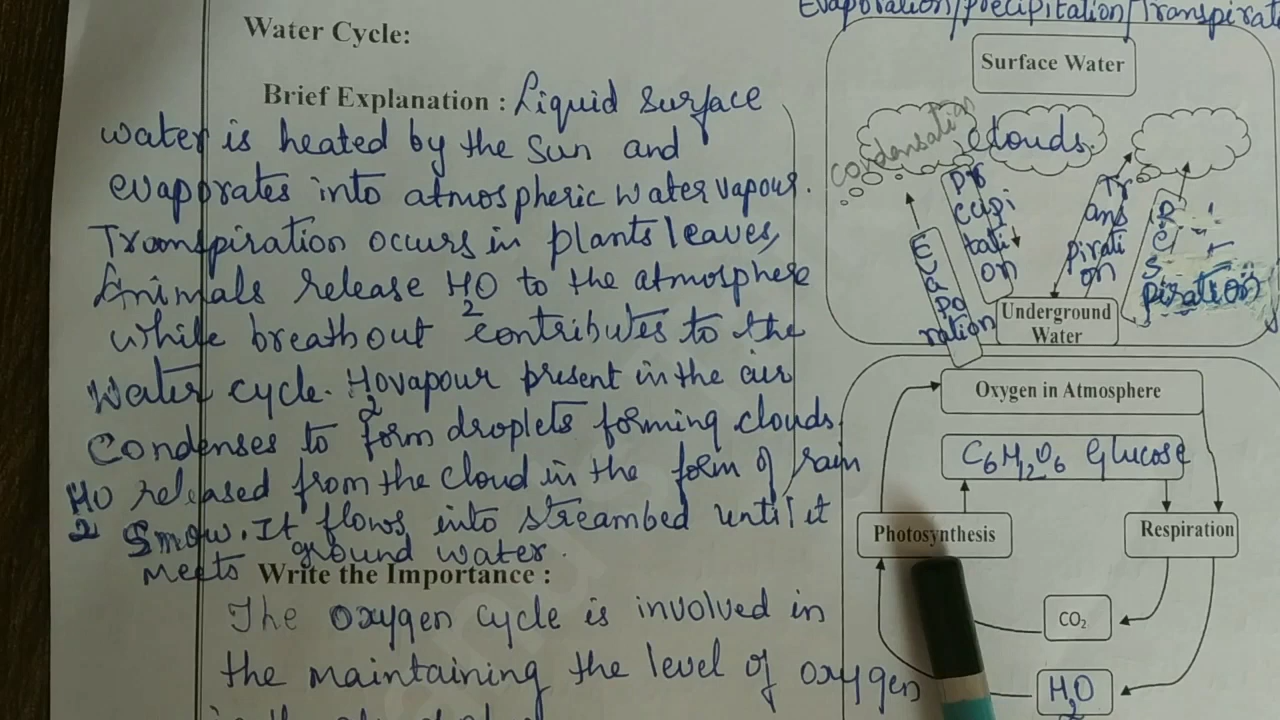 Water Cycle:
Brief Explanation : Liquid surface
water is heated by the sun and
evaporates into atmospheric water vapour.
Transpiration occurs in plants leaves,
Animals release H2O to the atmosphere
while breathout contributes to the
Water cycle. H2O vapour present in the air
Condenses to form droplets forming clouds
H2O released from the cloud in the form of rain
Snow. It flows into streambed until it
meets ground water.
Write the Importance :
The oxygen cycle is involved in
the maintaining the level of oxygen
Evaporation/Precipitation/Transpirat
Surface Water
Condensation
clouds.
Evaporation
Precipitation
Transpiration
Underground
Water
Oxygen in Atmosphere
C6H12O6 Glucose
Photosynthesis
Respiration
CO2
H2O